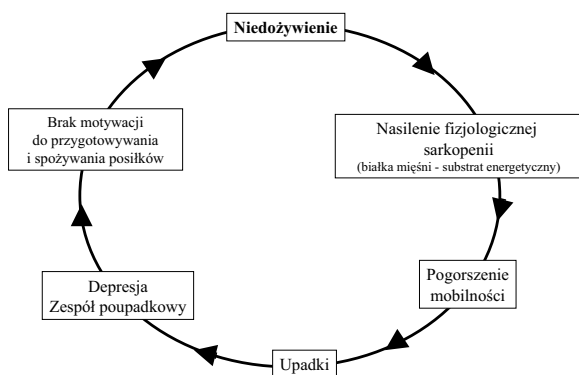 Niedożywienie
Nasilenie fizjologicznej
sarkopenii
(białka mięśni - substrat energetyczny)
Pogorszenie
mobilności
Upadki
Depresja
Zespół poupadkowy
Brak motywacji
do przygotowywania
i spożywania posiłków